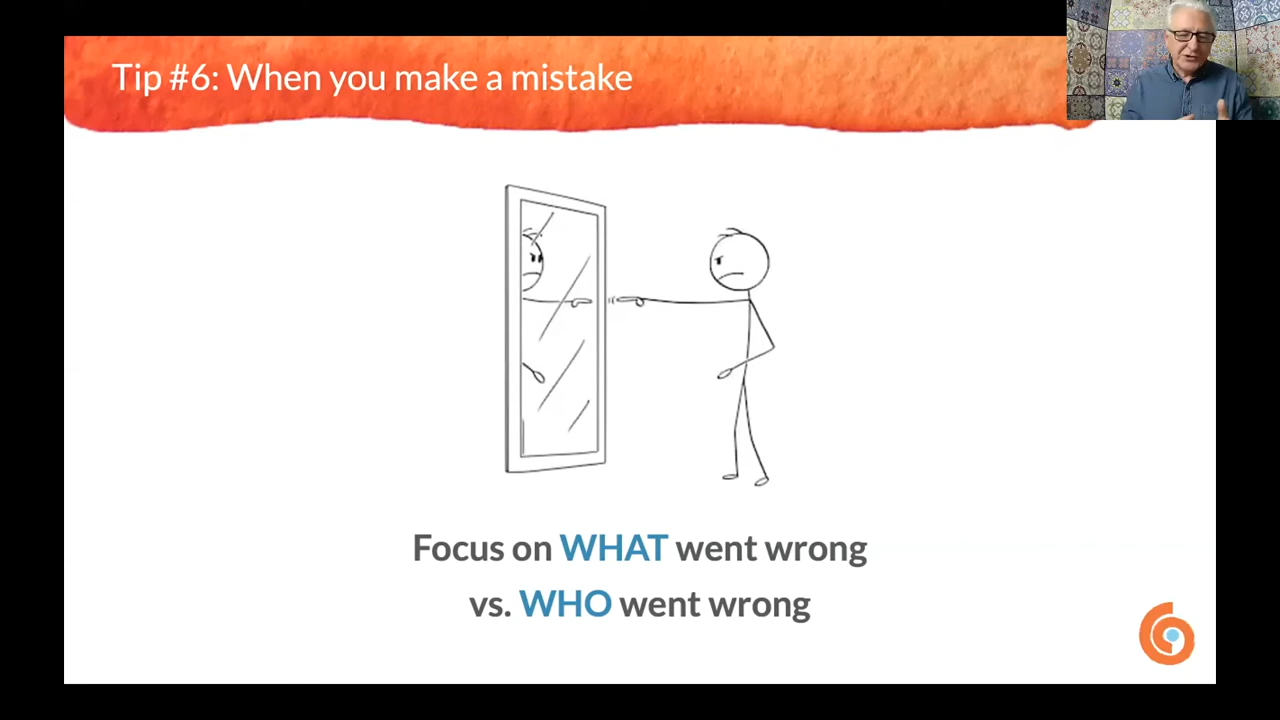 Tip #6: When you make a mistake
Focus on WHAT went wrong
vs. WHO went wrong